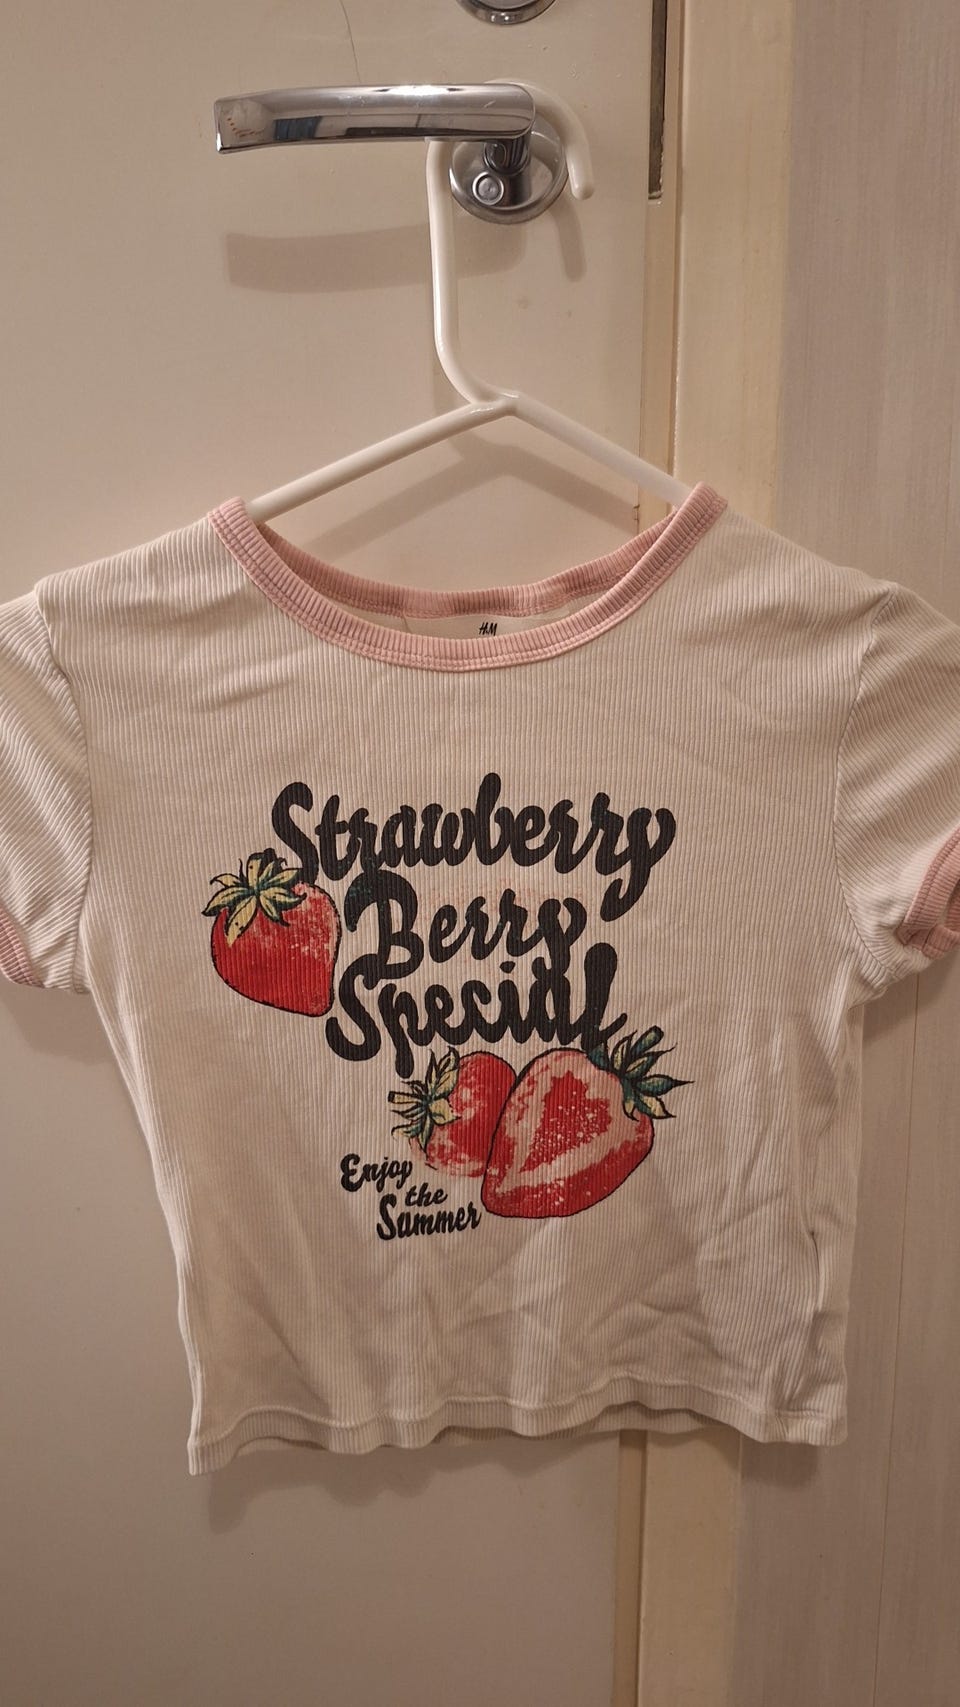 H&M
Strawberry
Berry
Special
Enjoy
the
Summer